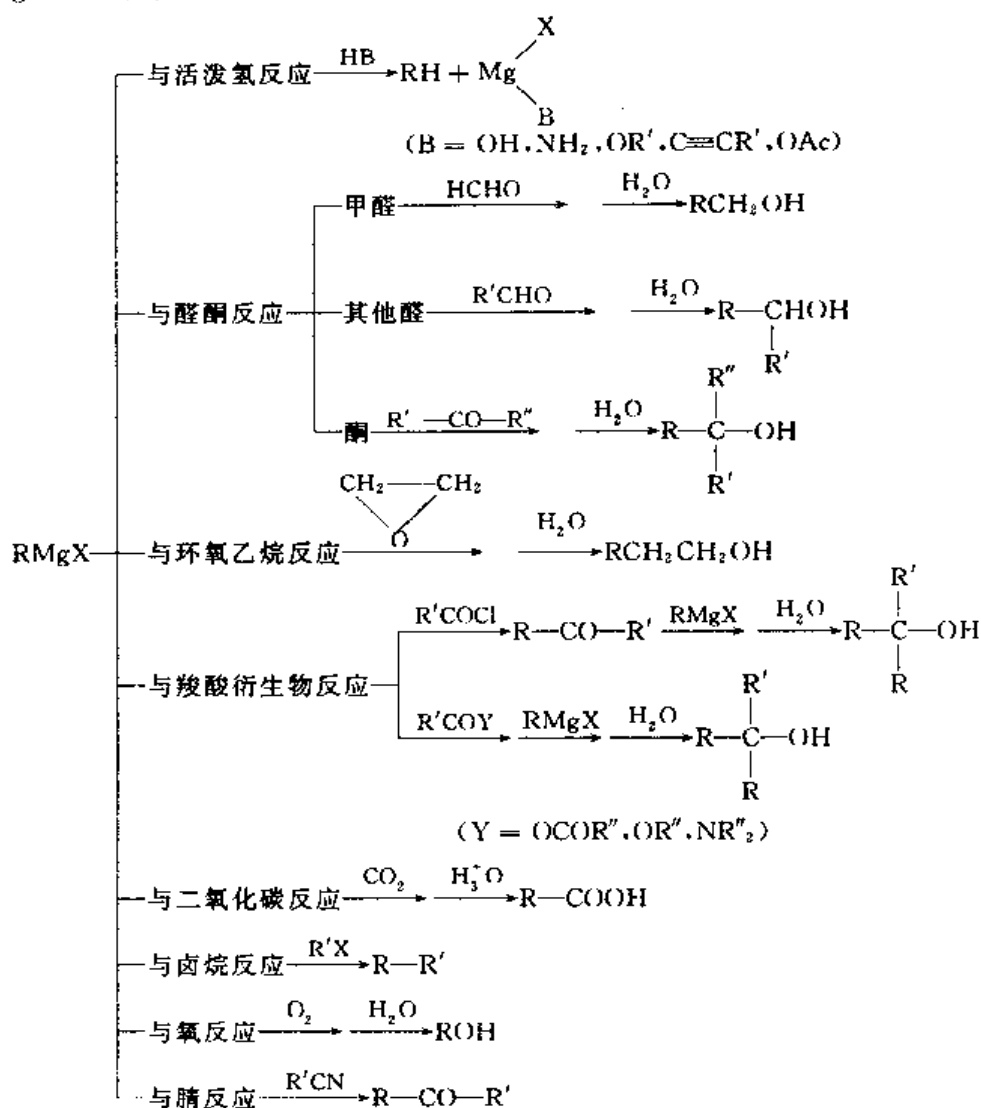 与活泼氢反应 HB RH + Mg X B
(B = OH,NH₂,OR′,C≡CR′,OAc)
甲醛 HCHO H₂O RCH₂OH
与醛酮反应 其他醛 R′CHO H₂O R—CHOH R′
酮 R′—CO—R″ H₂O R—C—OH R″ R′
RMgX 与环氧乙烷反应 CH₂—CH₂ O H₂O RCH₂CH₂OH
与羧酸衍生物反应
R′COCl R—CO—R′ RMgX H₂O R—C—OH R′ R
R′COY RMgX H₂O R—C—OH R′ R
(Y = OCOR″,OR″,NR″₂)
与二氧化碳反应 CO₂ H₃⁺O R—COOH
与卤烷反应 R′X R—R′
与氧反应 O₂ H₂O ROH
与腈反应 R′CN R—CO—R′